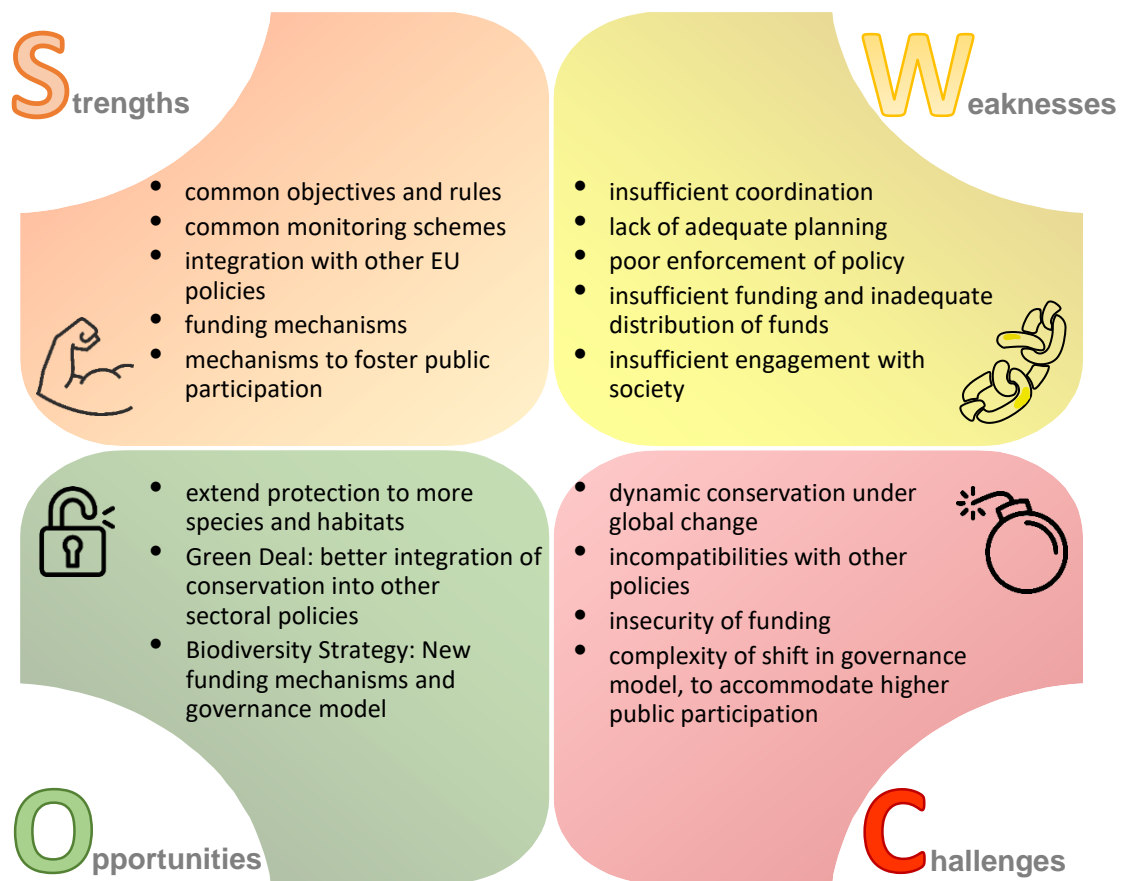 Strengths
• common objectives and rules
• common monitoring schemes
• integration with other EU
policies
• funding mechanisms
• mechanisms to foster public
participation
Weaknesses
• insufficient coordination
• lack of adequate planning
• poor enforcement of policy
• insufficient funding and inadequate
distribution of funds
• insufficient engagement with
society
• extend protection to more
species and habitats
• Green Deal: better integration of
conservation into other
sectoral policies
• Biodiversity Strategy: New
funding mechanisms and
governance model
Opportunities
• dynamic conservation under
global change
• incompatibilities with other
policies
• insecurity of funding
• complexity of shift in governance
model, to accommodate higher
public participation
Challenges